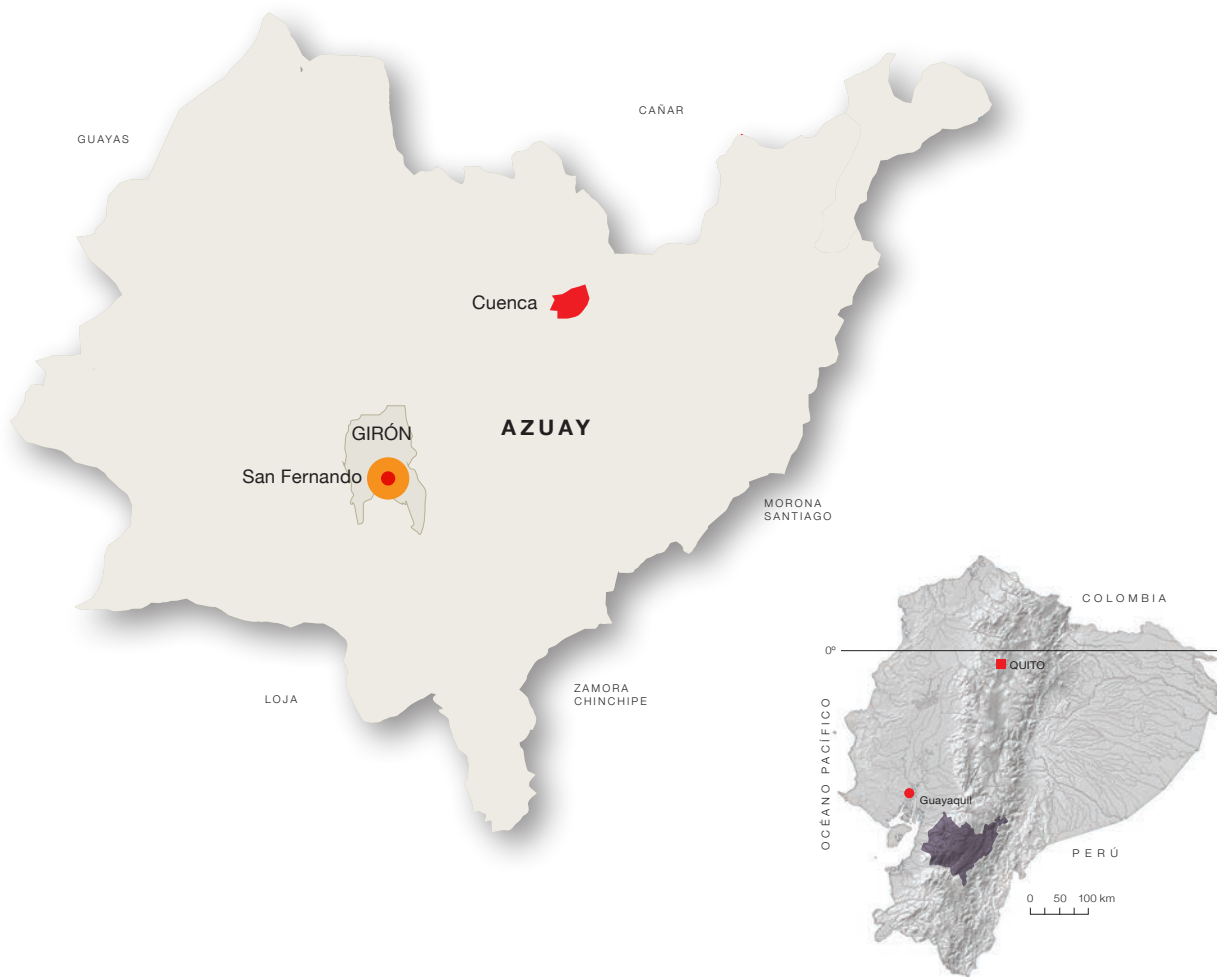 CAÑAR
GUAYAS
Cuenca
AZUAY
GIRÓN
San Fernando
MORONA
SANTIAGO
LOJA
ZAMORA
CHINCHIPE
COLOMBIA
0º
QUITO
OCÉANO PACÍFICO
Guayaquil
PERÚ
0 50 100 km